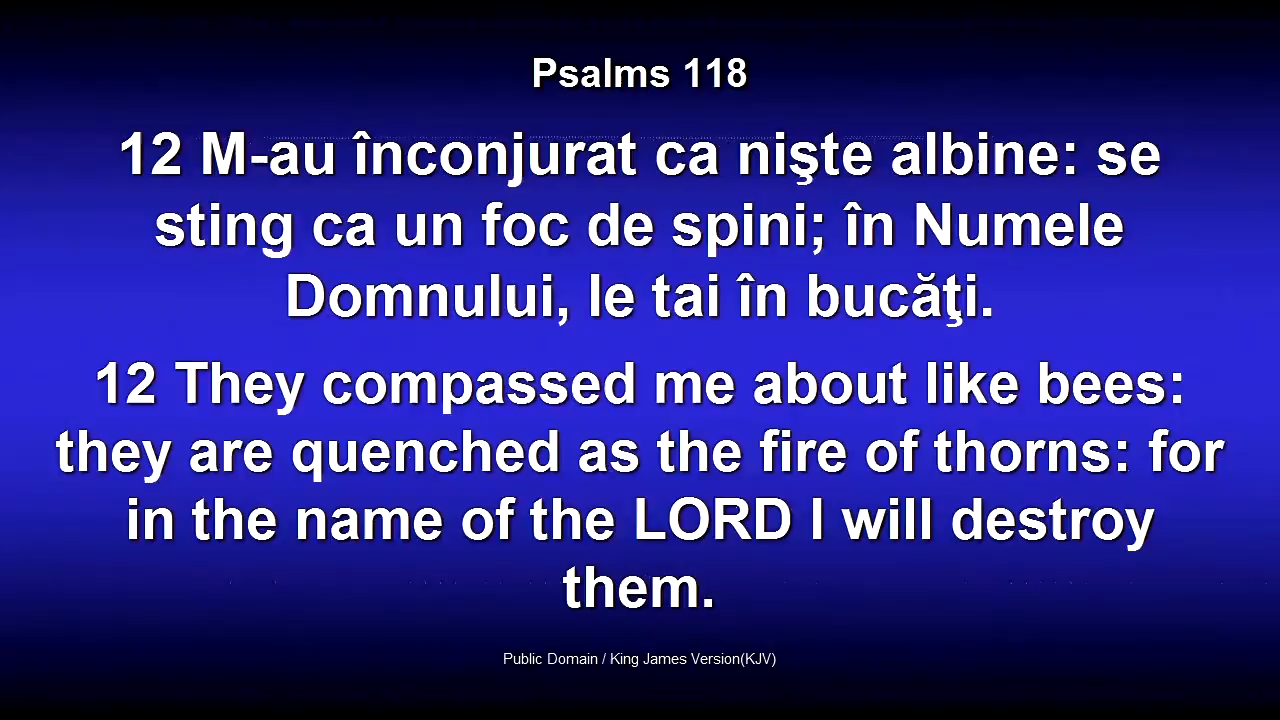 Psalms 118
12 M-au înconjurat ca nişte albine: se
sting ca un foc de spini; în Numele
Domnului, le tai în bucăţi.
12 They compassed me about like bees:
they are quenched as the fire of thorns: for
in the name of the LORD I will destroy
them.
Public Domain / King James Version(KJV)